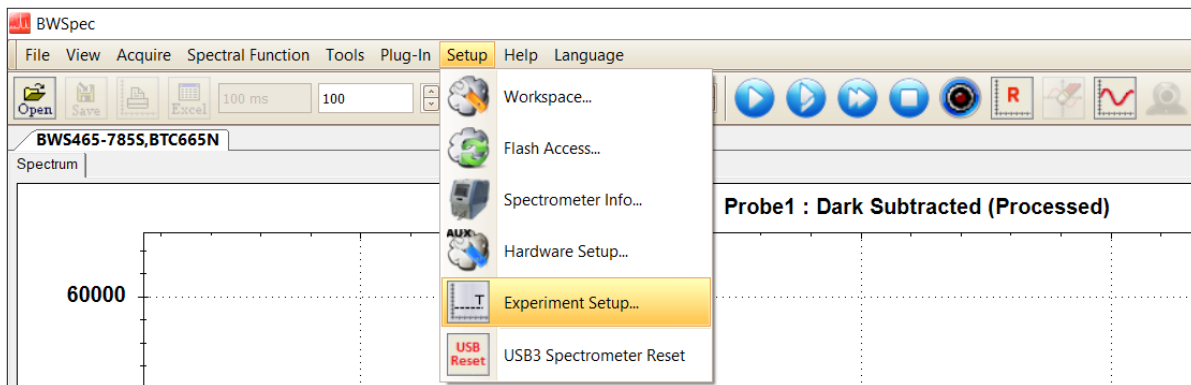 BWSpec
File View Acquire Spectral Function Tools Plug-In Setup Help Language
Open Save Excel 100 ms 100 R
Workspace...
BWS465-785S,BTC665N
Flash Access...
Spectrum
Spectrometer Info...
Probe1 : Dark Subtracted (Processed)
AUX
Hardware Setup...
60000
T
Experiment Setup...
USB Reset
USB3 Spectrometer Reset